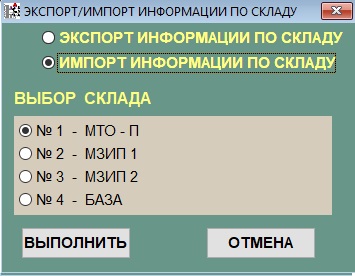 ЭКСПОРТ/ИМПОРТ ИНФОРМАЦИИ ПО СКЛАДУ
ЭКСПОРТ ИНФОРМАЦИИ ПО СКЛАДУ
ИМПОРТ ИНФОРМАЦИИ ПО СКЛАДУ
ВЫБОР СКЛАДА
№ 1 - МТО - П
№ 2 - МЗИП 1
№ 3 - МЗИП 2
№ 4 - БАЗА
ВЫПОЛНИТЬ ОТМЕНА